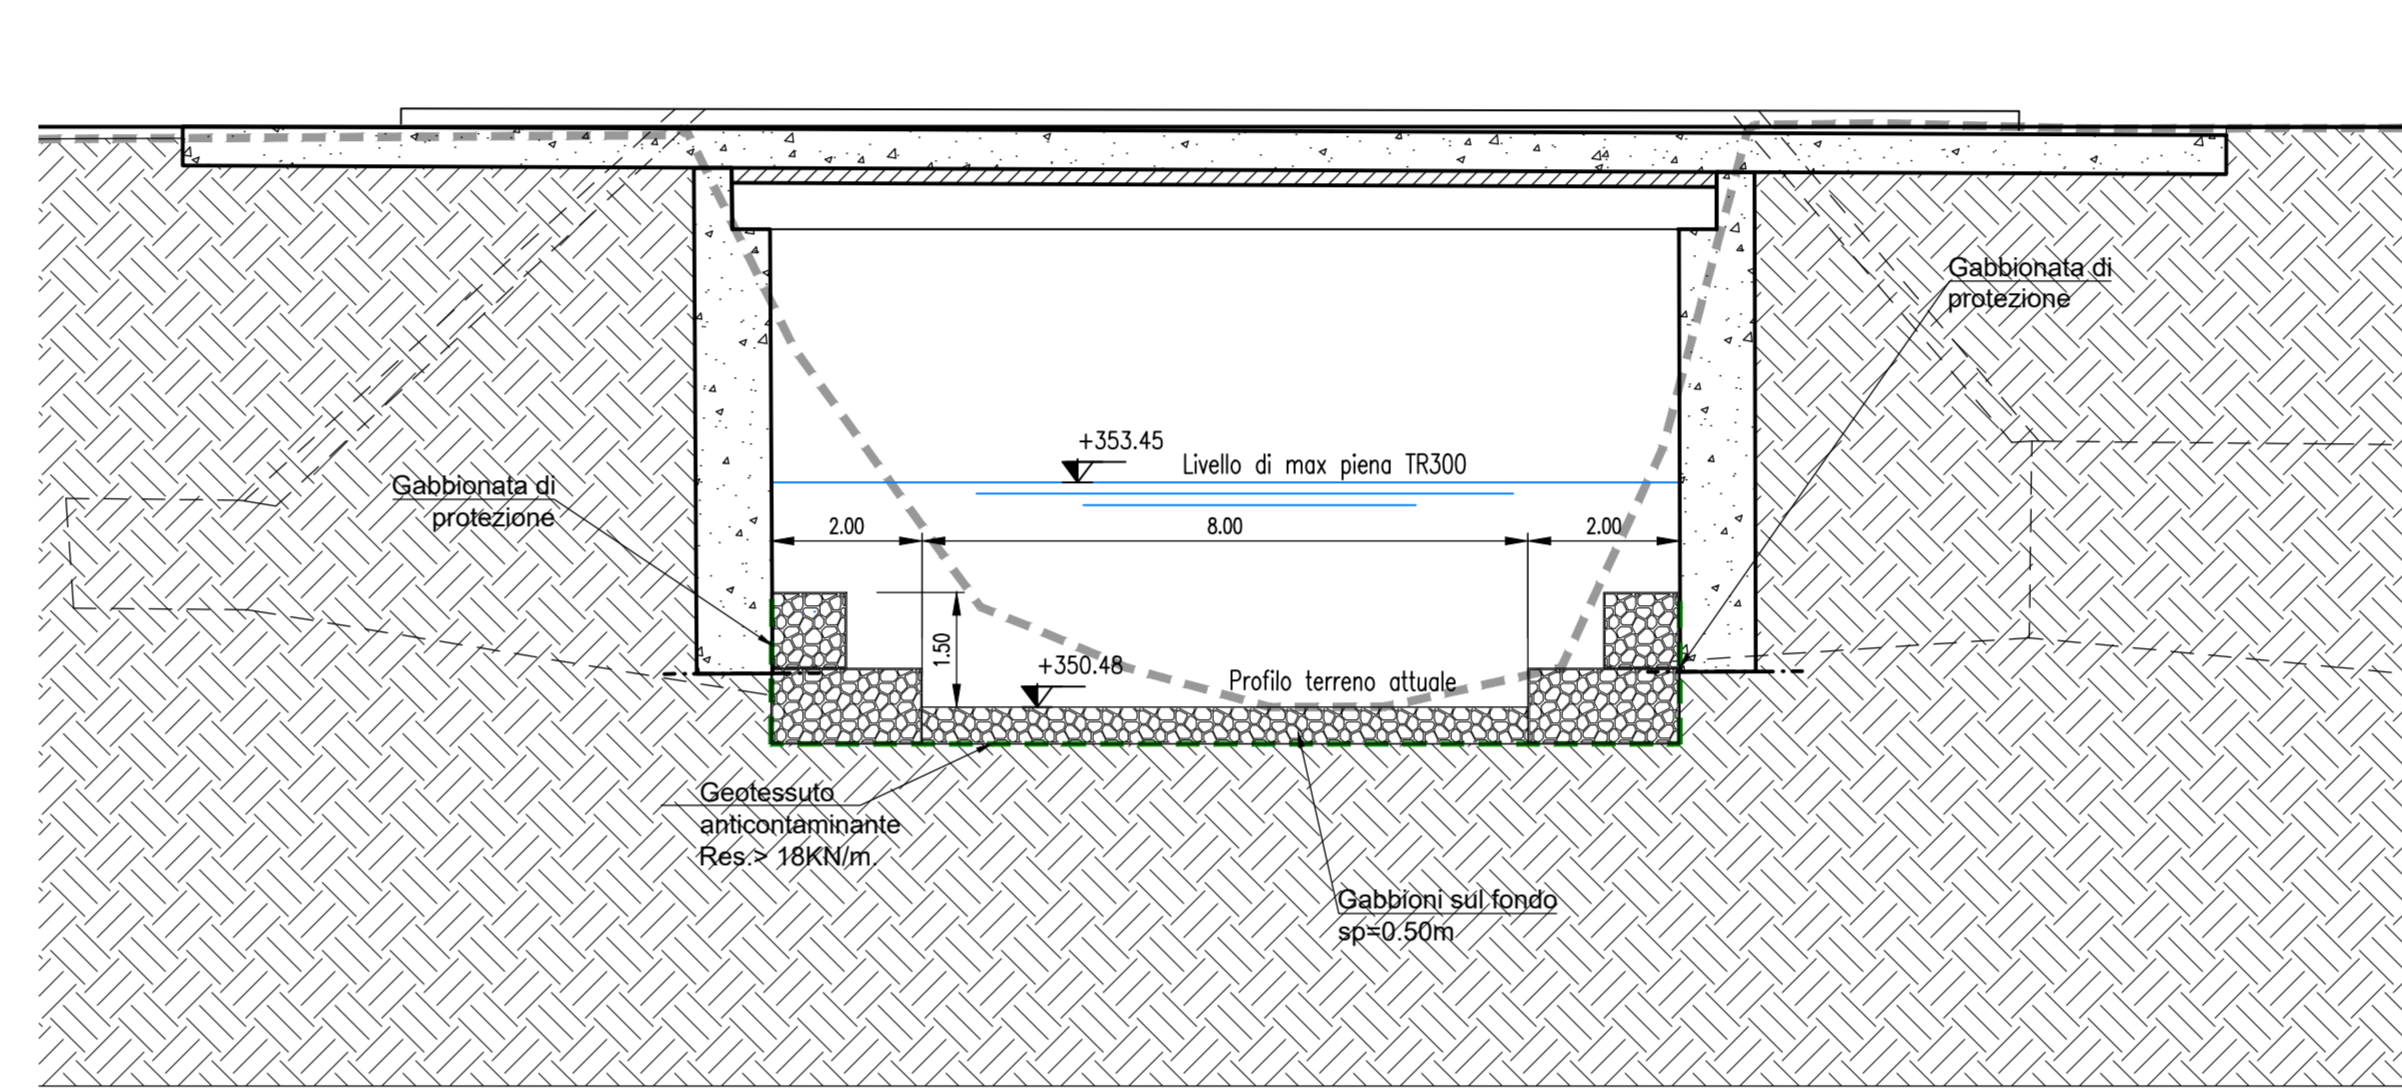 Gabbionata di
protezione
+353.45
Livello di max piena TR300
Gabbionata di
protezione
2.00
8.00
2.00
1.50
+350.48
Profilo terreno attuale
Geotessuto
anticontaminante
Res.> 18KN/m.
Gabbioni sul fondo
sp=0.50m